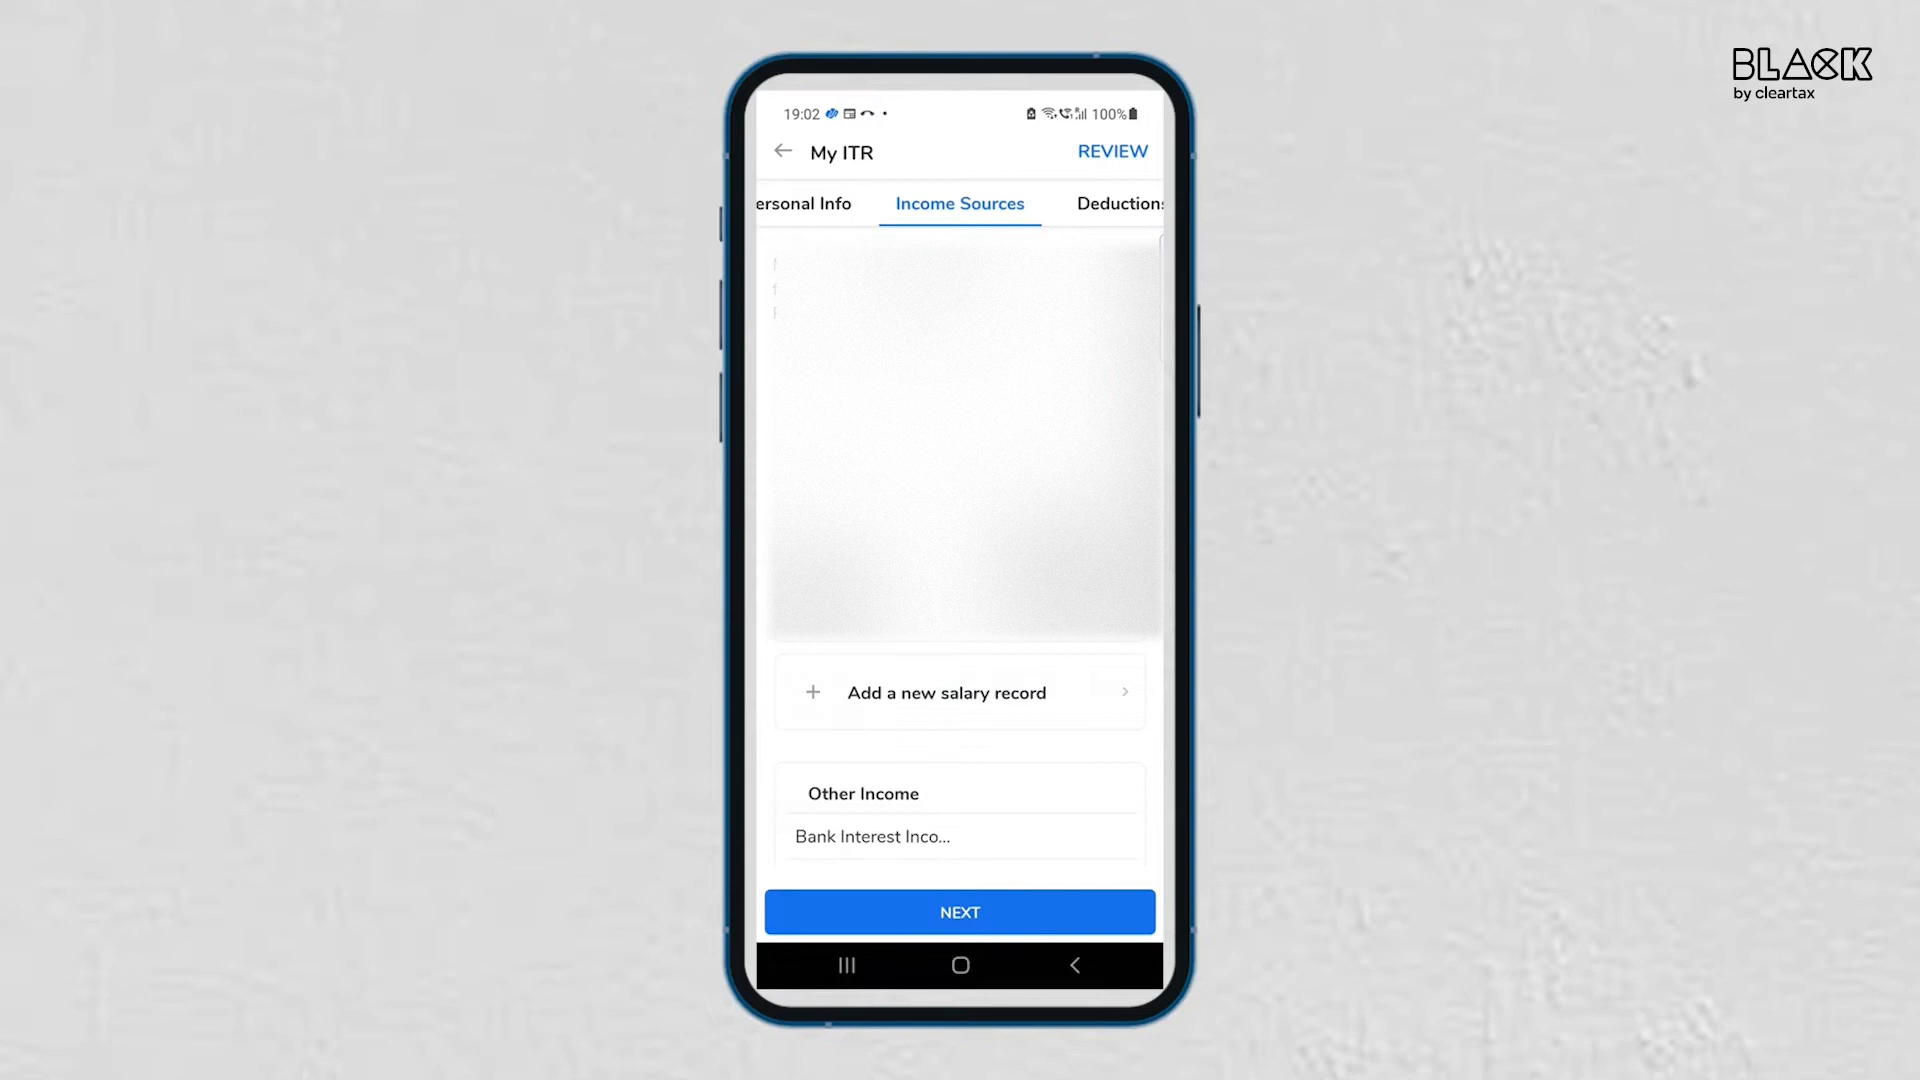 BLACK
by cleartax
19:02 100%
My ITR REVIEW
ersonal Info Income Sources Deductions
Add a new salary record
Other Income
Bank Interest Inco...
NEXT